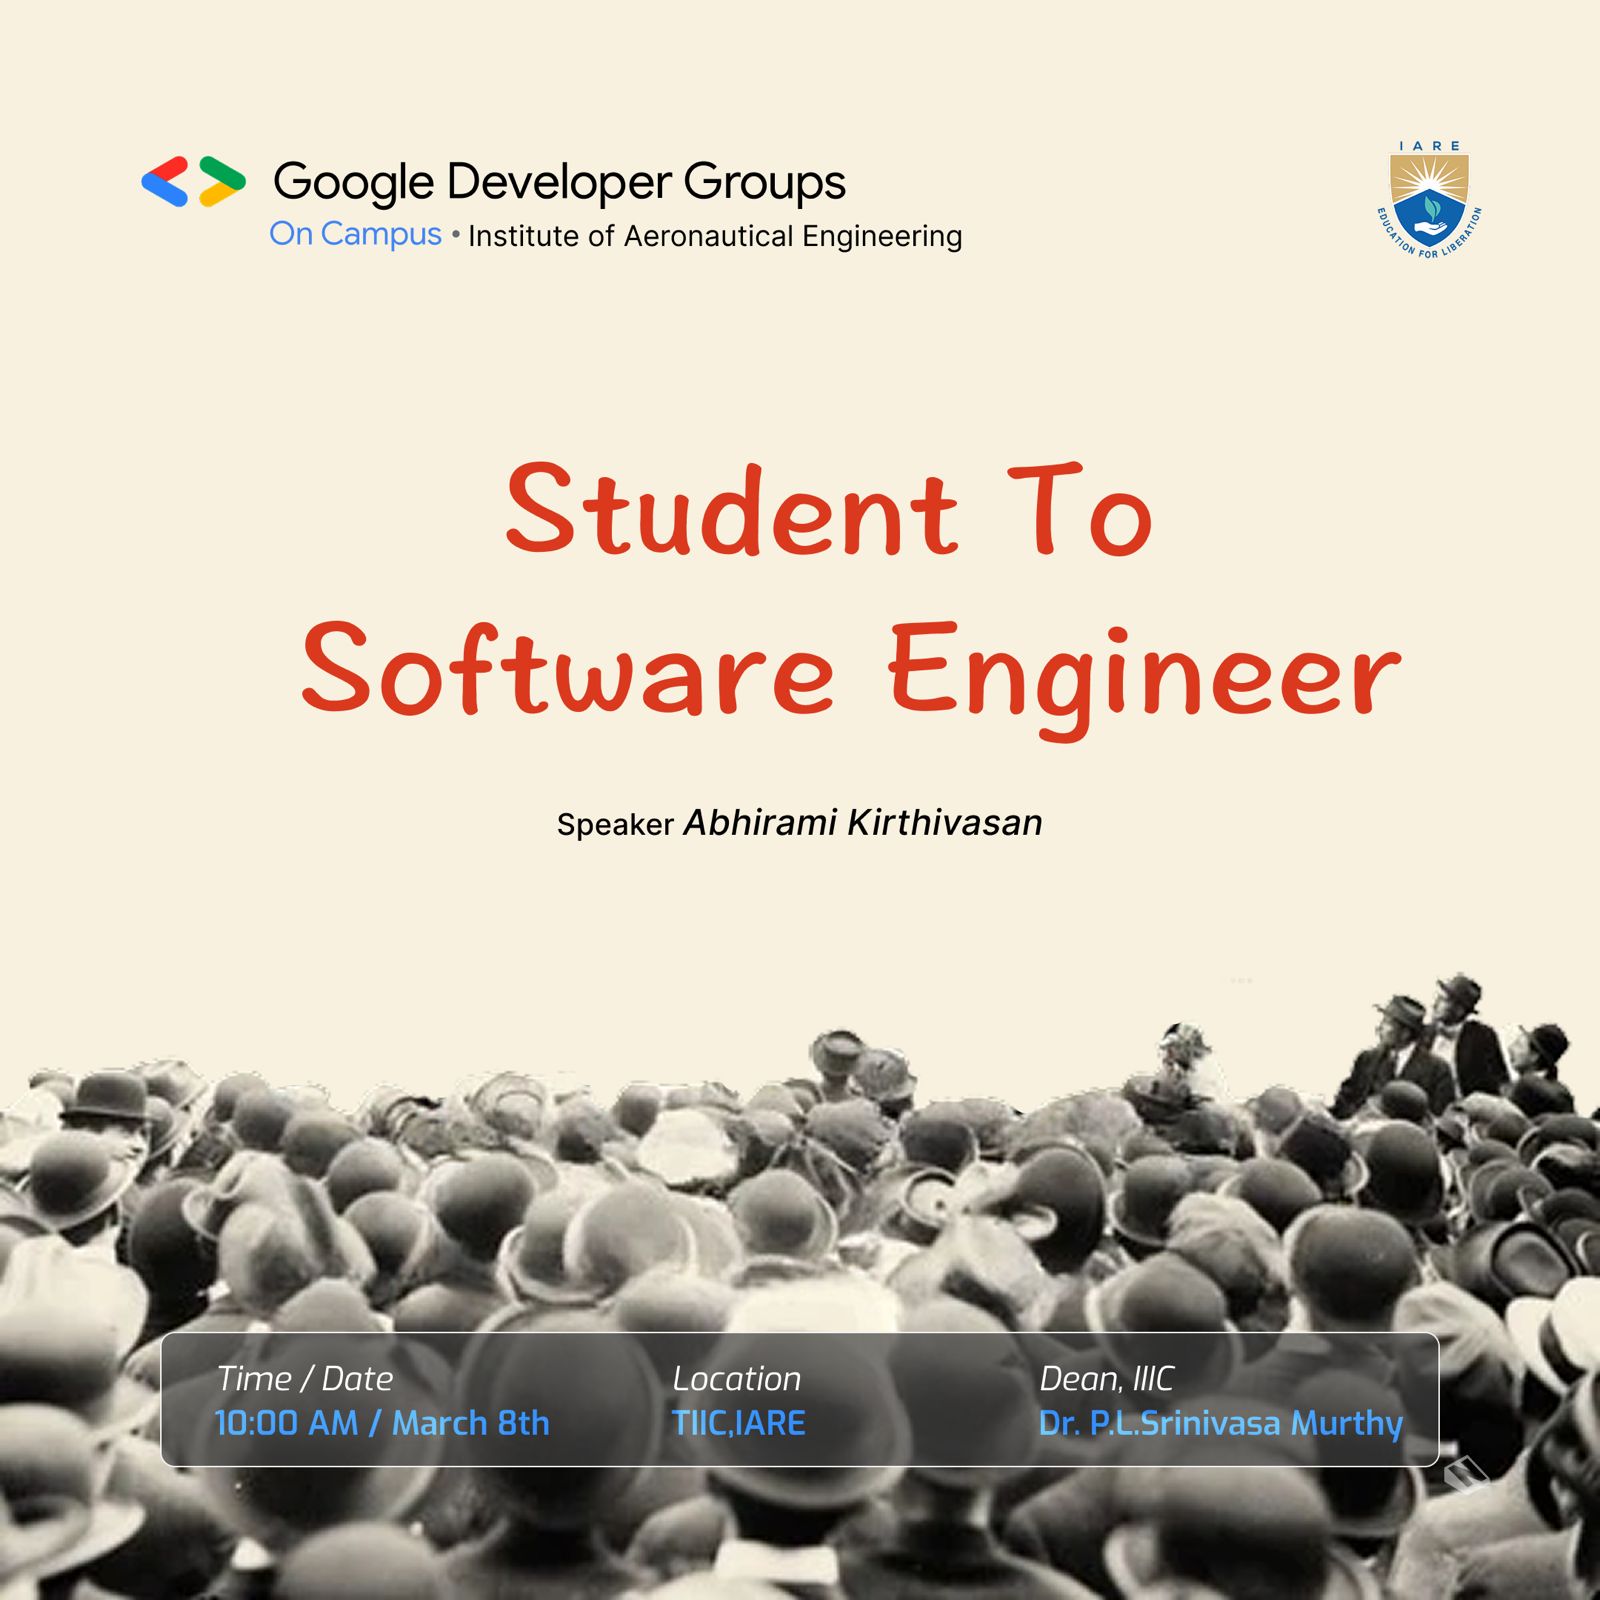 Google Developer Groups
On Campus • Institute of Aeronautical Engineering
IARE
EDUCATION FOR LIBERATION
Student To
Software Engineer
Speaker Abhirami Kirthivasan
Time / Date
10:00 AM / March 8th
Location
TIIC,IARE
Dean, IIIC
Dr. P.L.Srinivasa Murthy